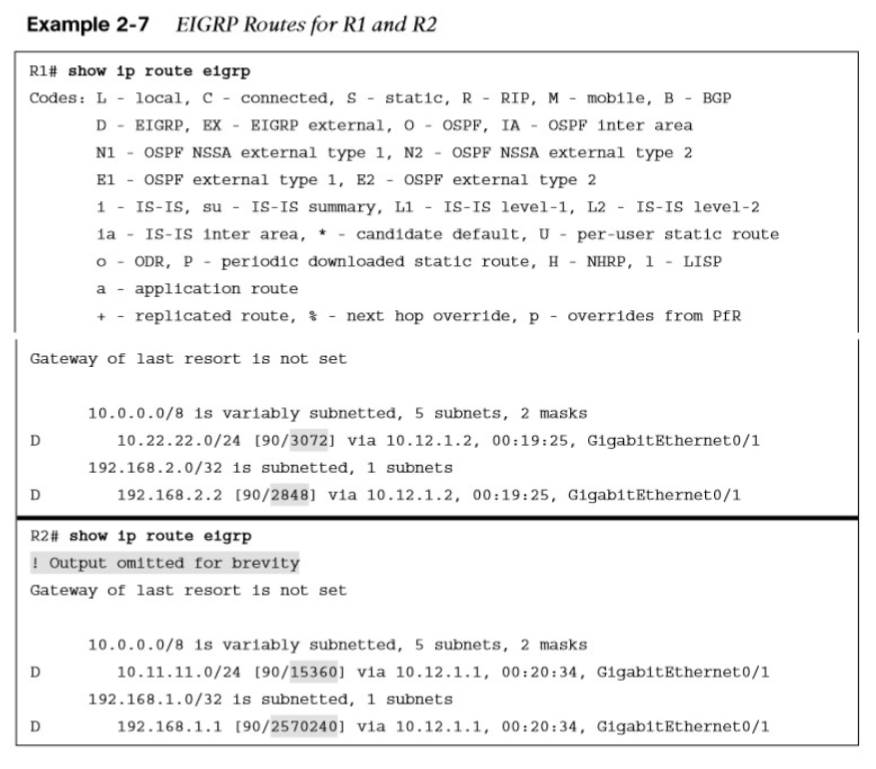 Example 2-7 EIGRP Routes for R1 and R2
R1# show ip route eigrp
Codes: L - local, C - connected, S - static, R - RIP, M - mobile, B - BGP
D - EIGRP, EX - EIGRP external, O - OSPF, IA - OSPF inter area
N1 - OSPF NSSA external type 1, N2 - OSPF NSSA external type 2
E1 - OSPF external type 1, E2 - OSPF external type 2
i - IS-IS, su - IS-IS summary, L1 - IS-IS level-1, L2 - IS-IS level-2
ia - IS-IS inter area, * - candidate default, U - per-user static route
o - ODR, P - periodic downloaded static route, H - NHRP, l - LISP
a - application route
+ - replicated route, % - next hop override, p - overrides from PfR
Gateway of last resort is not set
10.0.0.0/8 is variably subnetted, 5 subnets, 2 masks
D 10.22.22.0/24 [90/3072] via 10.12.1.2, 00:19:25, GigabitEthernet0/1
192.168.2.0/32 is subnetted, 1 subnets
D 192.168.2.2 [90/2848] via 10.12.1.2, 00:19:25, GigabitEthernet0/1
R2# show ip route eigrp
! Output omitted for brevity
Gateway of last resort is not set
10.0.0.0/8 is variably subnetted, 5 subnets, 2 masks
D 10.11.11.0/24 [90/15360] via 10.12.1.1, 00:20:34, GigabitEthernet0/1
192.168.1.0/32 is subnetted, 1 subnets
D 192.168.1.1 [90/2570240] via 10.12.1.1, 00:20:34, GigabitEthernet0/1